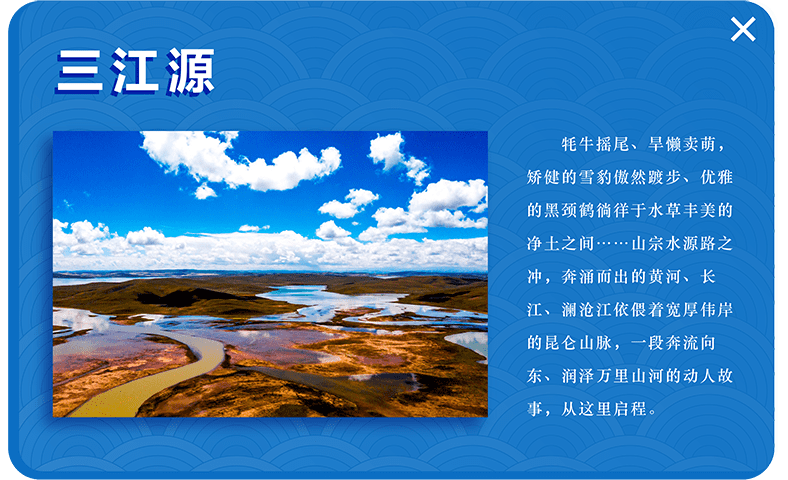 三江源
牦牛摇尾、旱懒卖萌，
矫健的雪豹傲然踱步、优雅
的黑颈鹤徜徉于水草丰美的
净土之间……山宗水源路之
冲，奔涌而出的黄河、长
江、澜沧江依偎着宽厚伟岸
的昆仑山脉，一段奔流向
东、润泽万里山河的动人故
事，从这里启程。